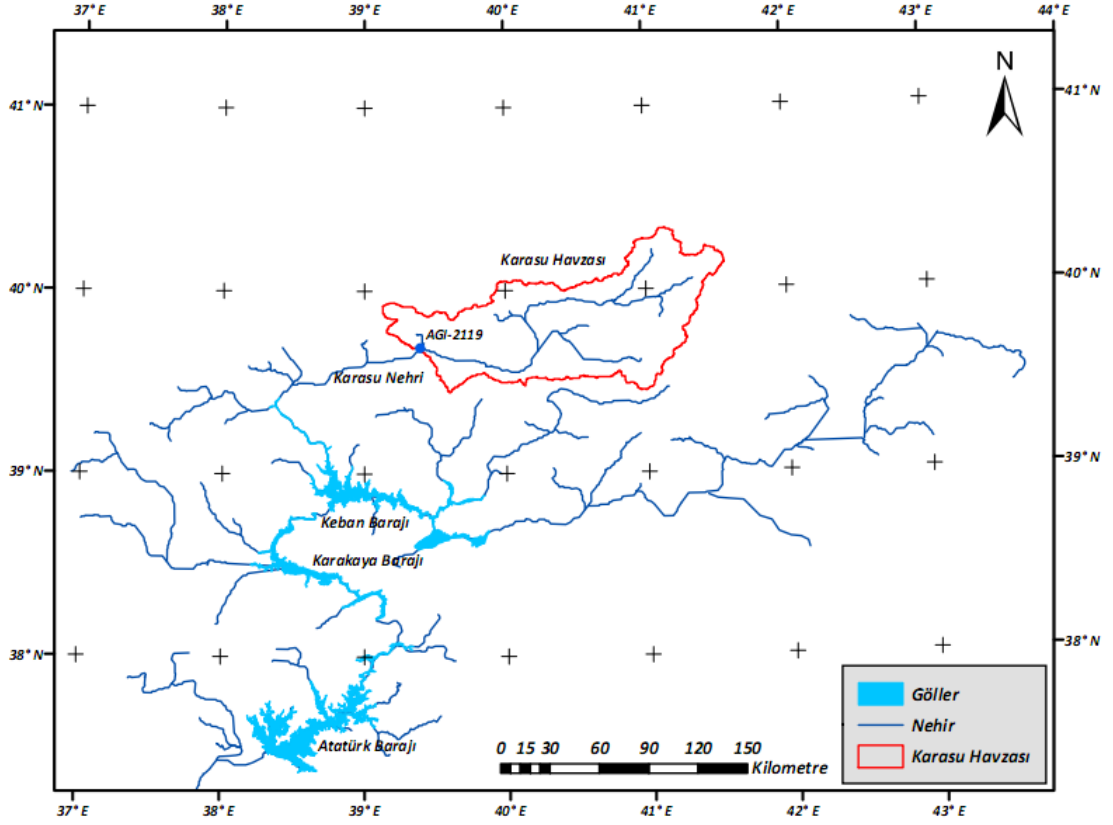 37° E 38° E 39° E 40° E 41° E 42° E 43° E 44° E
41° N
41° N
N
Karasu Havzası
40° N
40° N
AGI-2119
Karasu Nehri
39° N
39° N
Keban Barajı
Karakaya Barajı
38° N
38° N
Göller
Nehir
Karasu Havzası
Atatürk Barajı
0 15 30 60 90 120 150
Kilometre
37° E 38° E 39° E 40° E 41° E 42° E 43° E